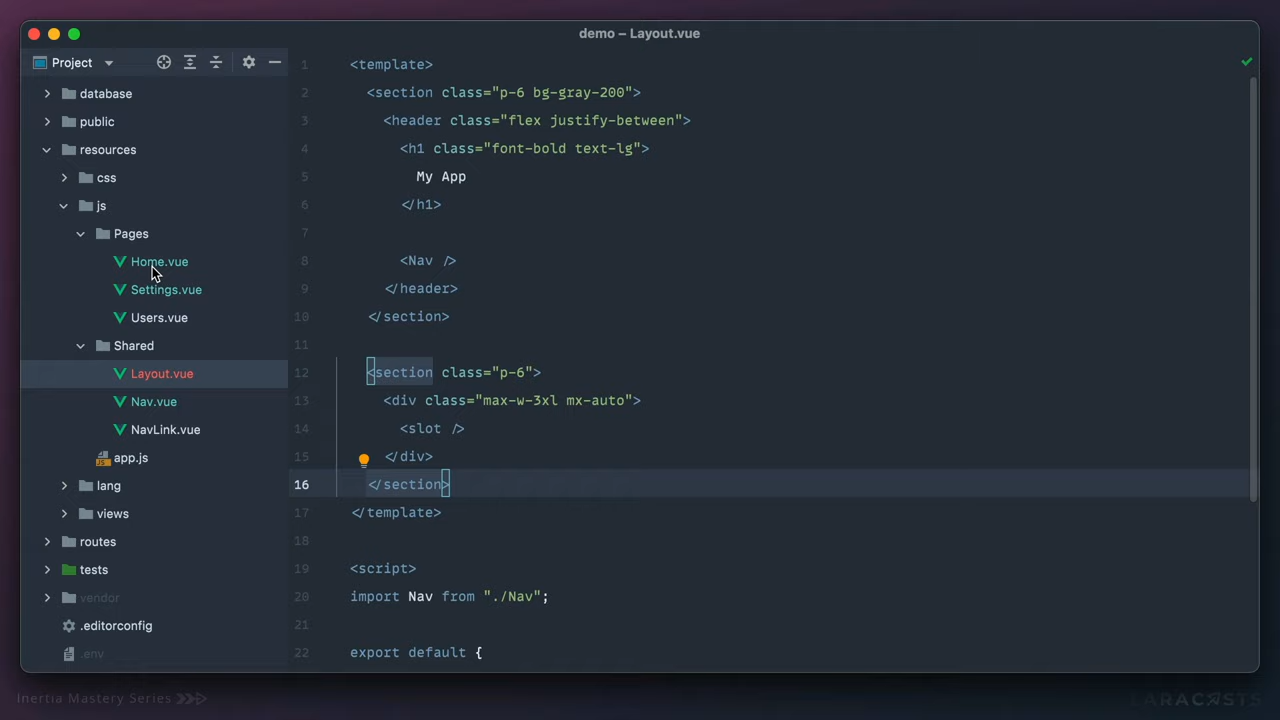 demo – Layout.vue
Project
database
public
resources
css
js
Pages
Home.vue
Settings.vue
Users.vue
Shared
Layout.vue
Nav.vue
NavLink.vue
app.js
lang
views
routes
tests
vendor
.editorconfig
.env
1 <template>
2 <section class="p-6 bg-gray-200">
3 <header class="flex justify-between">
4 <h1 class="font-bold text-lg">
5 My App
6 </h1>
7
8 <Nav />
9 </header>
10 </section>
11
12 <section class="p-6">
13 <div class="max-w-3xl mx-auto">
14 <slot />
15 </div>
16 </section>
17 </template>
18
19 <script>
20 import Nav from "./Nav";
21
22 export default {
Inertia Mastery Series
LARACASTS